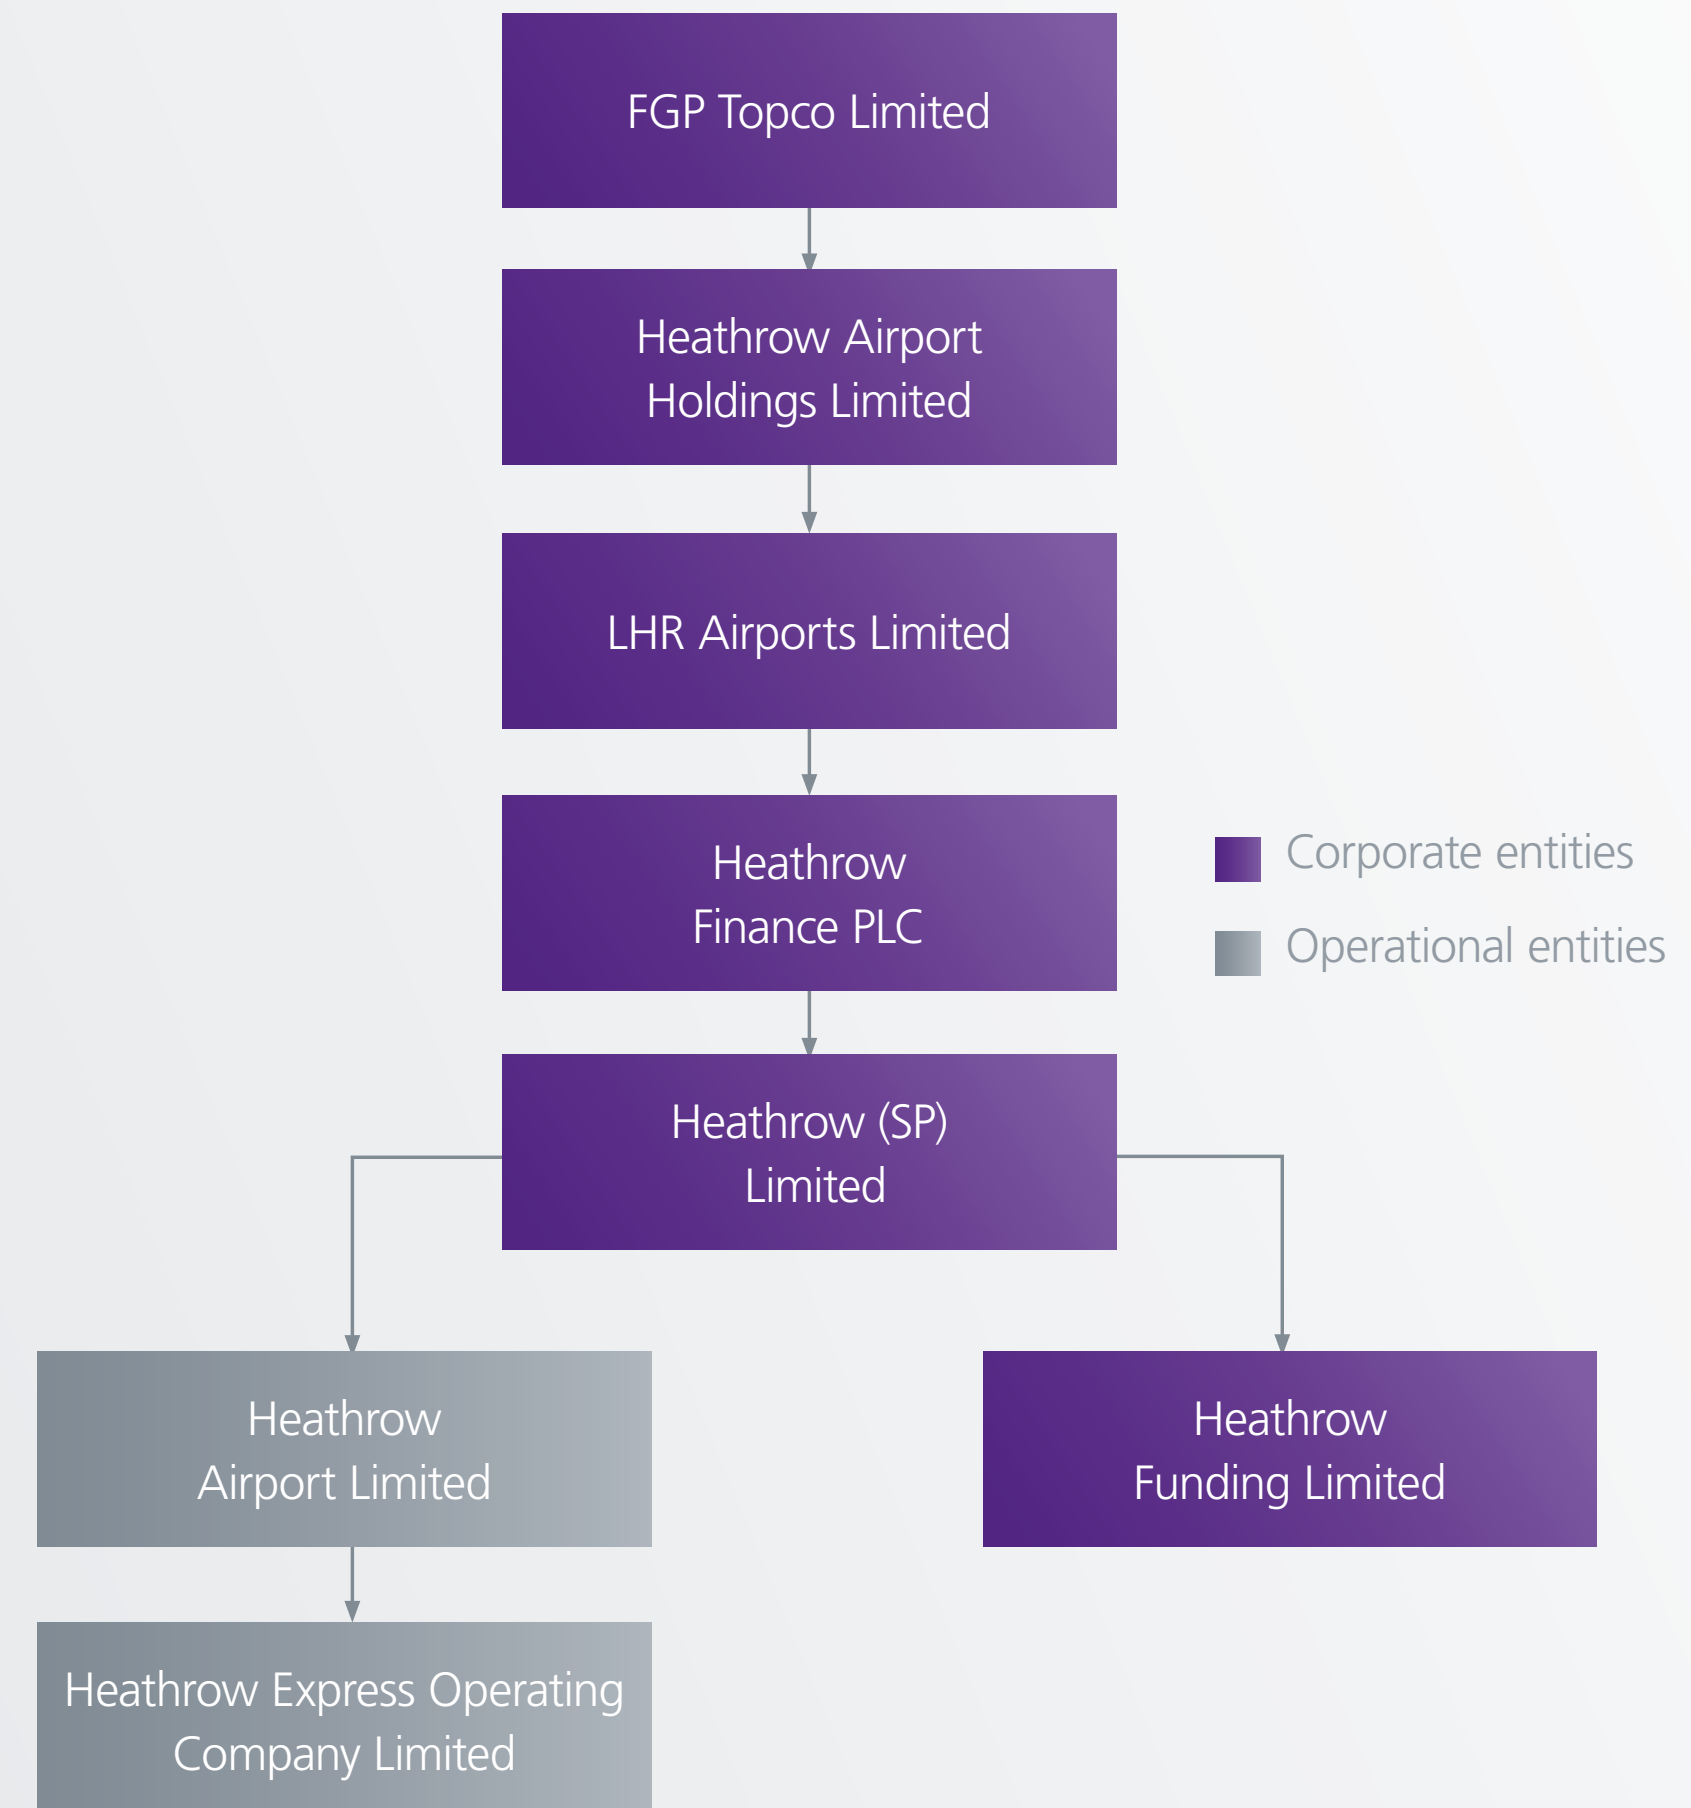 FGP Topco Limited
Heathrow Airport
Holdings Limited
LHR Airports Limited
Heathrow
Finance PLC
Corporate entities
Operational entities
Heathrow (SP)
Limited
Heathrow
Airport Limited
Heathrow
Funding Limited
Heathrow Express Operating
Company Limited